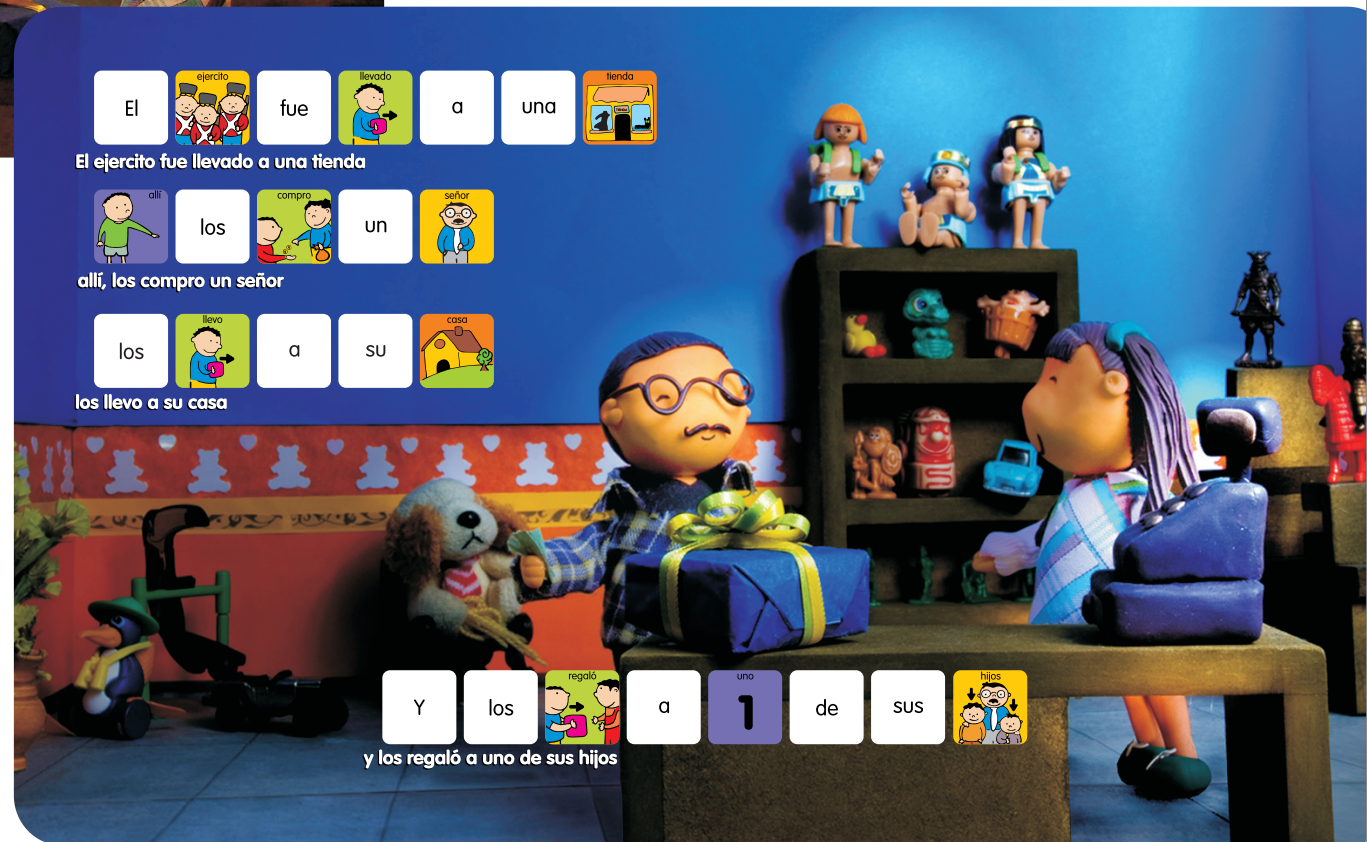 El ejercito fue llevado a una tienda
El ejercito fue llevado a una tienda
allí los compro un señor
allí, los compro un señor
los llevo a su casa
los llevo a su casa
Y los regaló a uno 1 de sus hijos
y los regaló a uno de sus hijos